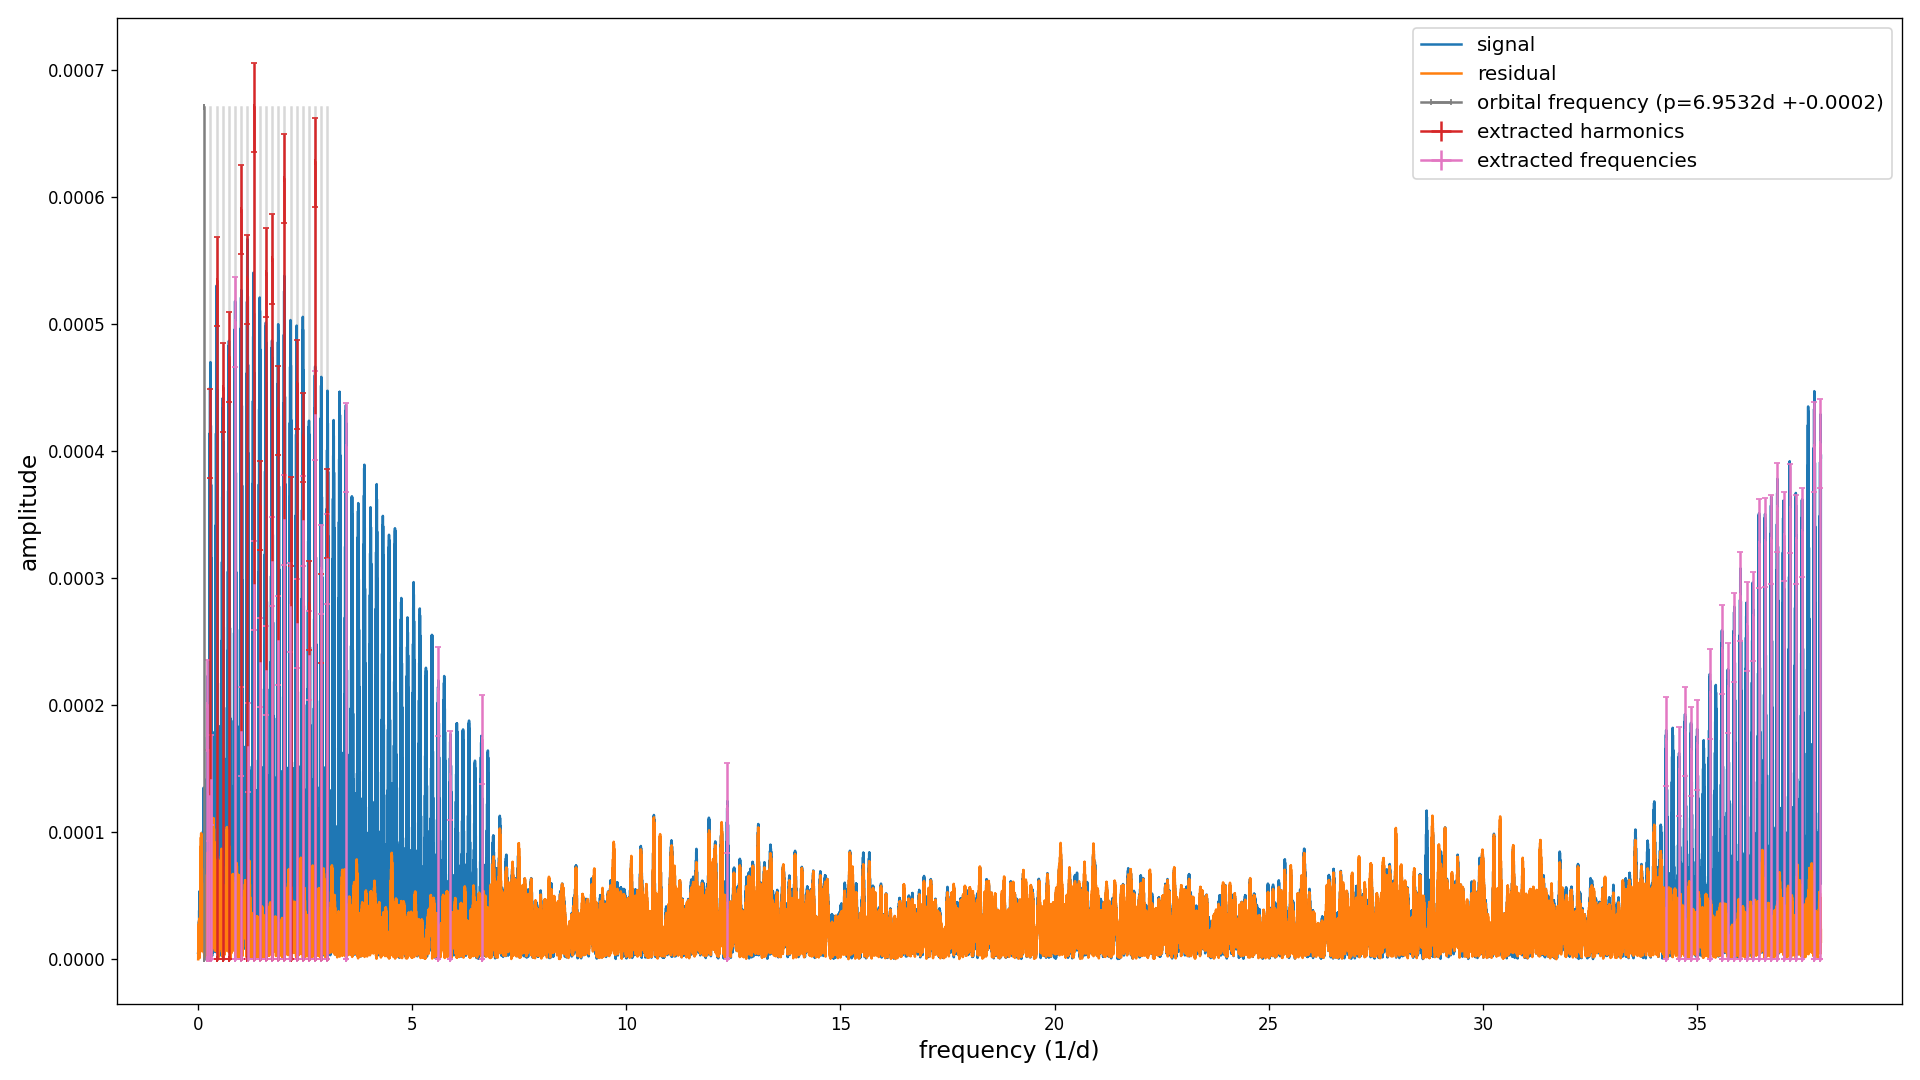 signal
residual
orbital frequency (p=6.9532d +-0.0002)
extracted harmonics
extracted frequencies
0.0007
0.0006
0.0005
0.0004
0.0003
0.0002
0.0001
0.0000
amplitude
0 5 10 15 20 25 30 35
frequency (1/d)